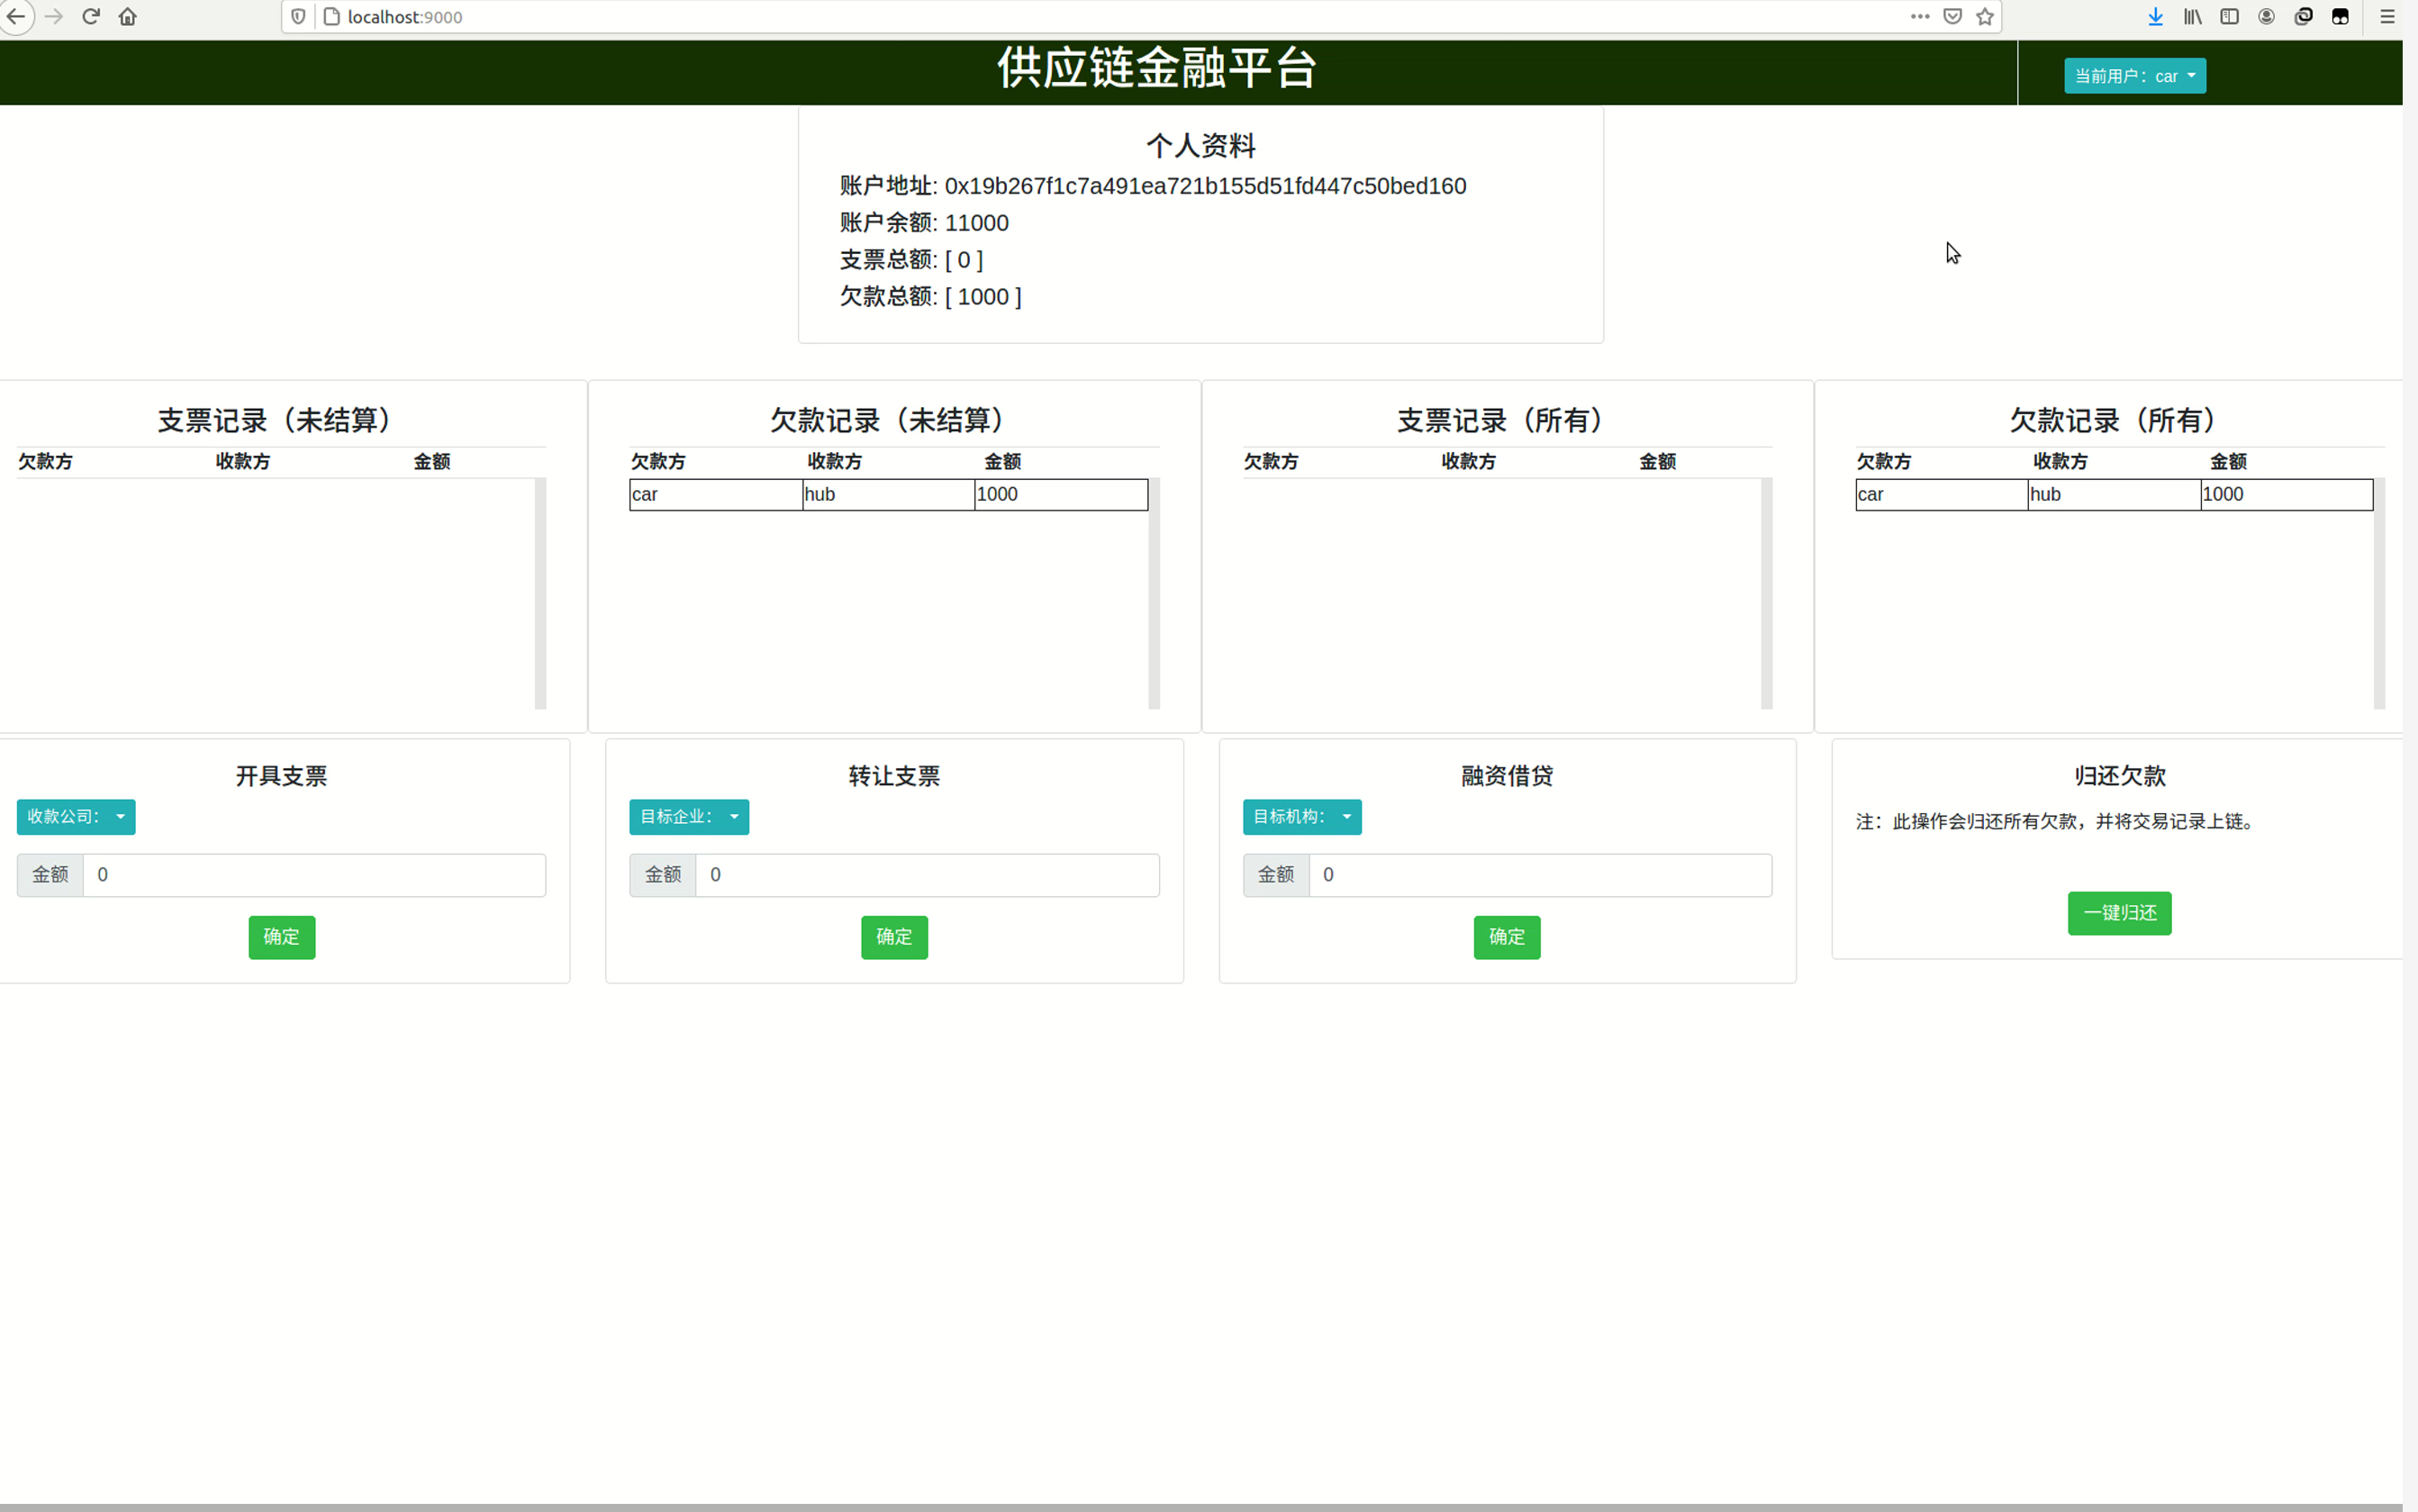 localhost:9000
供应链金融平台
当前用户：car
个人资料
账户地址: 0x19b267f1c7a491ea721b155d51fd447c50bed160
账户余额: 11000
支票总额: [ 0 ]
欠款总额: [ 1000 ]
支票记录（未结算）
欠款方 收款方 金额
欠款记录（未结算）
欠款方 收款方 金额
car hub 1000
支票记录（所有）
欠款方 收款方 金额
欠款记录（所有）
欠款方 收款方 金额
car hub 1000
开具支票
收款公司：
金额 0
确定
转让支票
目标企业：
金额 0
确定
融资借贷
目标机构：
金额 0
确定
归还欠款
注：此操作会归还所有欠款，并将交易记录上链。
一键归还